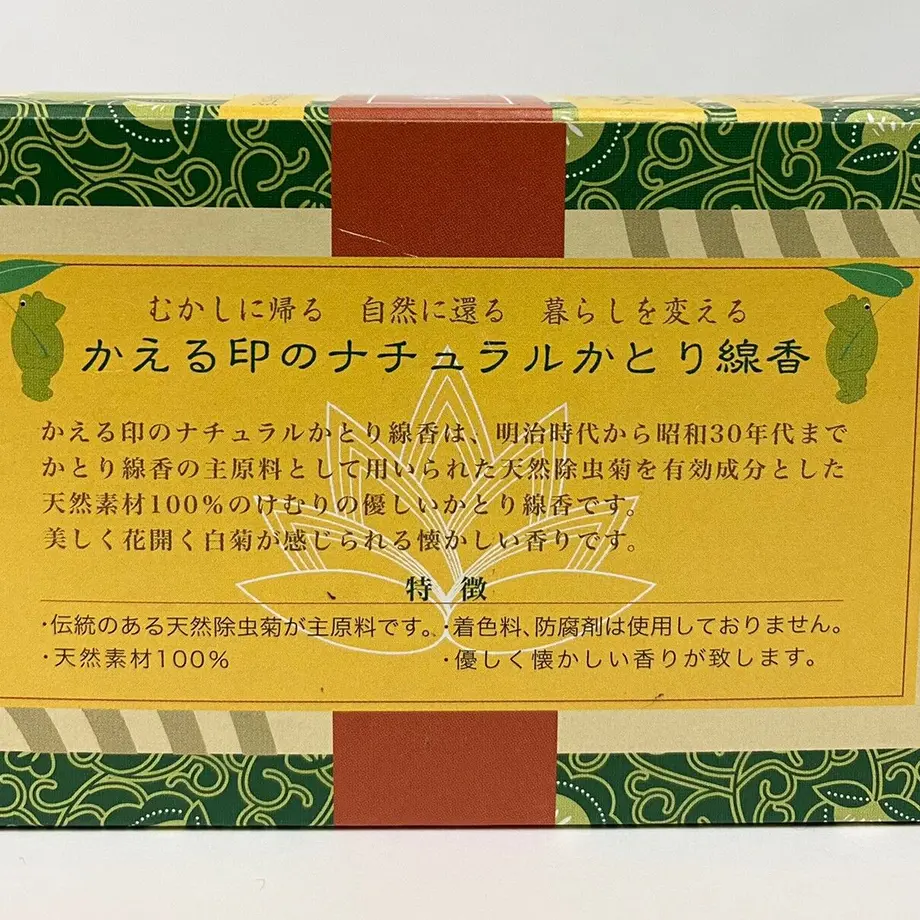 むかしに帰る 自然に還る 暮らしを変える
かえる印のナチュラルかとり線香
かえる印のナチュラルかとり線香は、明治時代から昭和30年代まで
かとり線香の主原料として用いられた天然除虫菊を有効成分とした
天然素材100%のけむりの優しいかとり線香です。
美しく花開く白菊が感じられる懐かしい香りです。
特 徴
・伝統のある天然除虫菊が主原料です。
・着色料、防腐剤は使用しておりません。
・天然素材100%
・優しく懐かしい香りが致します。